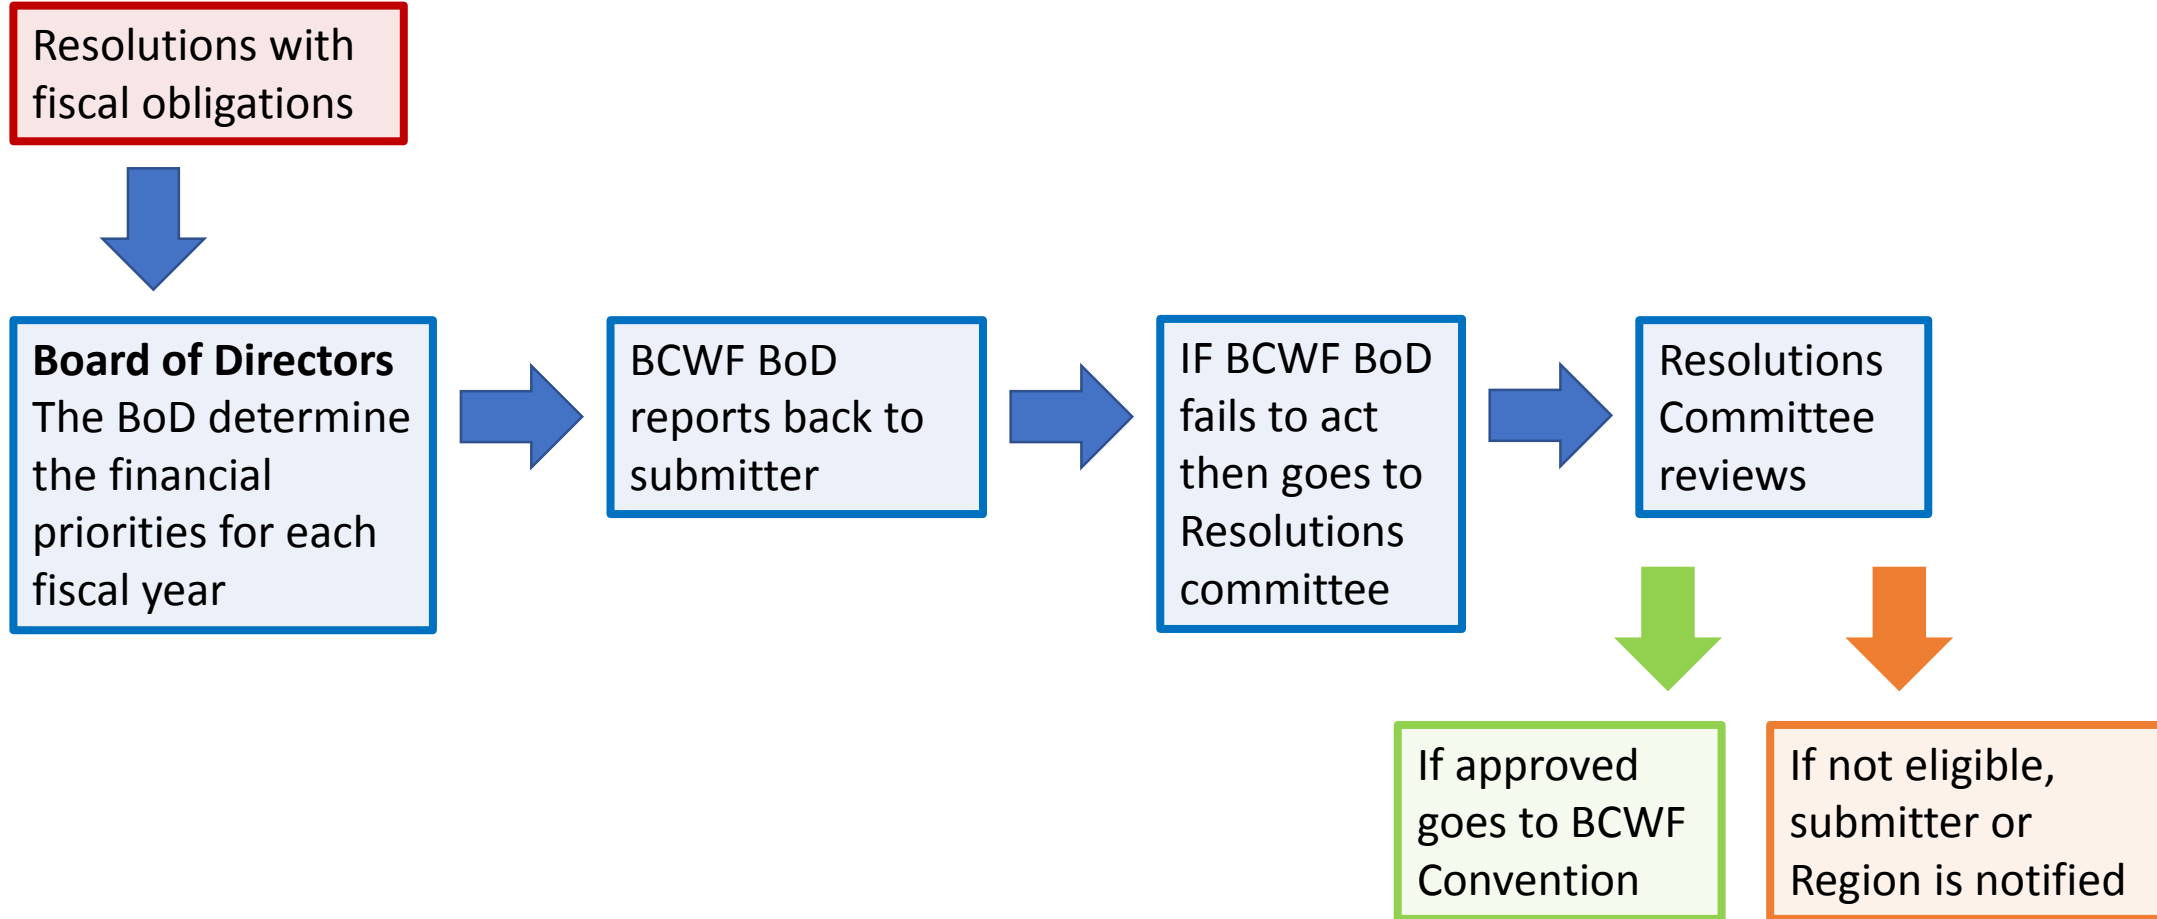 Resolutions with
fiscal obligations
Board of Directors
The BoD determine
the financial
priorities for each
fiscal year
BCWF BoD
reports back to
submitter
IF BCWF BoD
fails to act
then goes to
Resolutions
committee
Resolutions
Committee
reviews
If approved
goes to BCWF
Convention
If not eligible,
submitter or
Region is notified